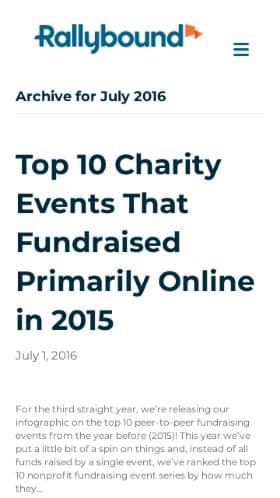 Rallybound
Archive for July 2016
Top 10 Charity
Events That
Fundraised
Primarily Online
in 2015
July 1, 2016
For the third straight year, we're releasing our
infographic on the top 10 peer-to-peer fundraising
events from the year before (2015)! This year we've
put a little bit of a spin on things and, instead of all
funds raised by a single event, we've ranked the top
10 nonprofit fundraising event series by how much
they...